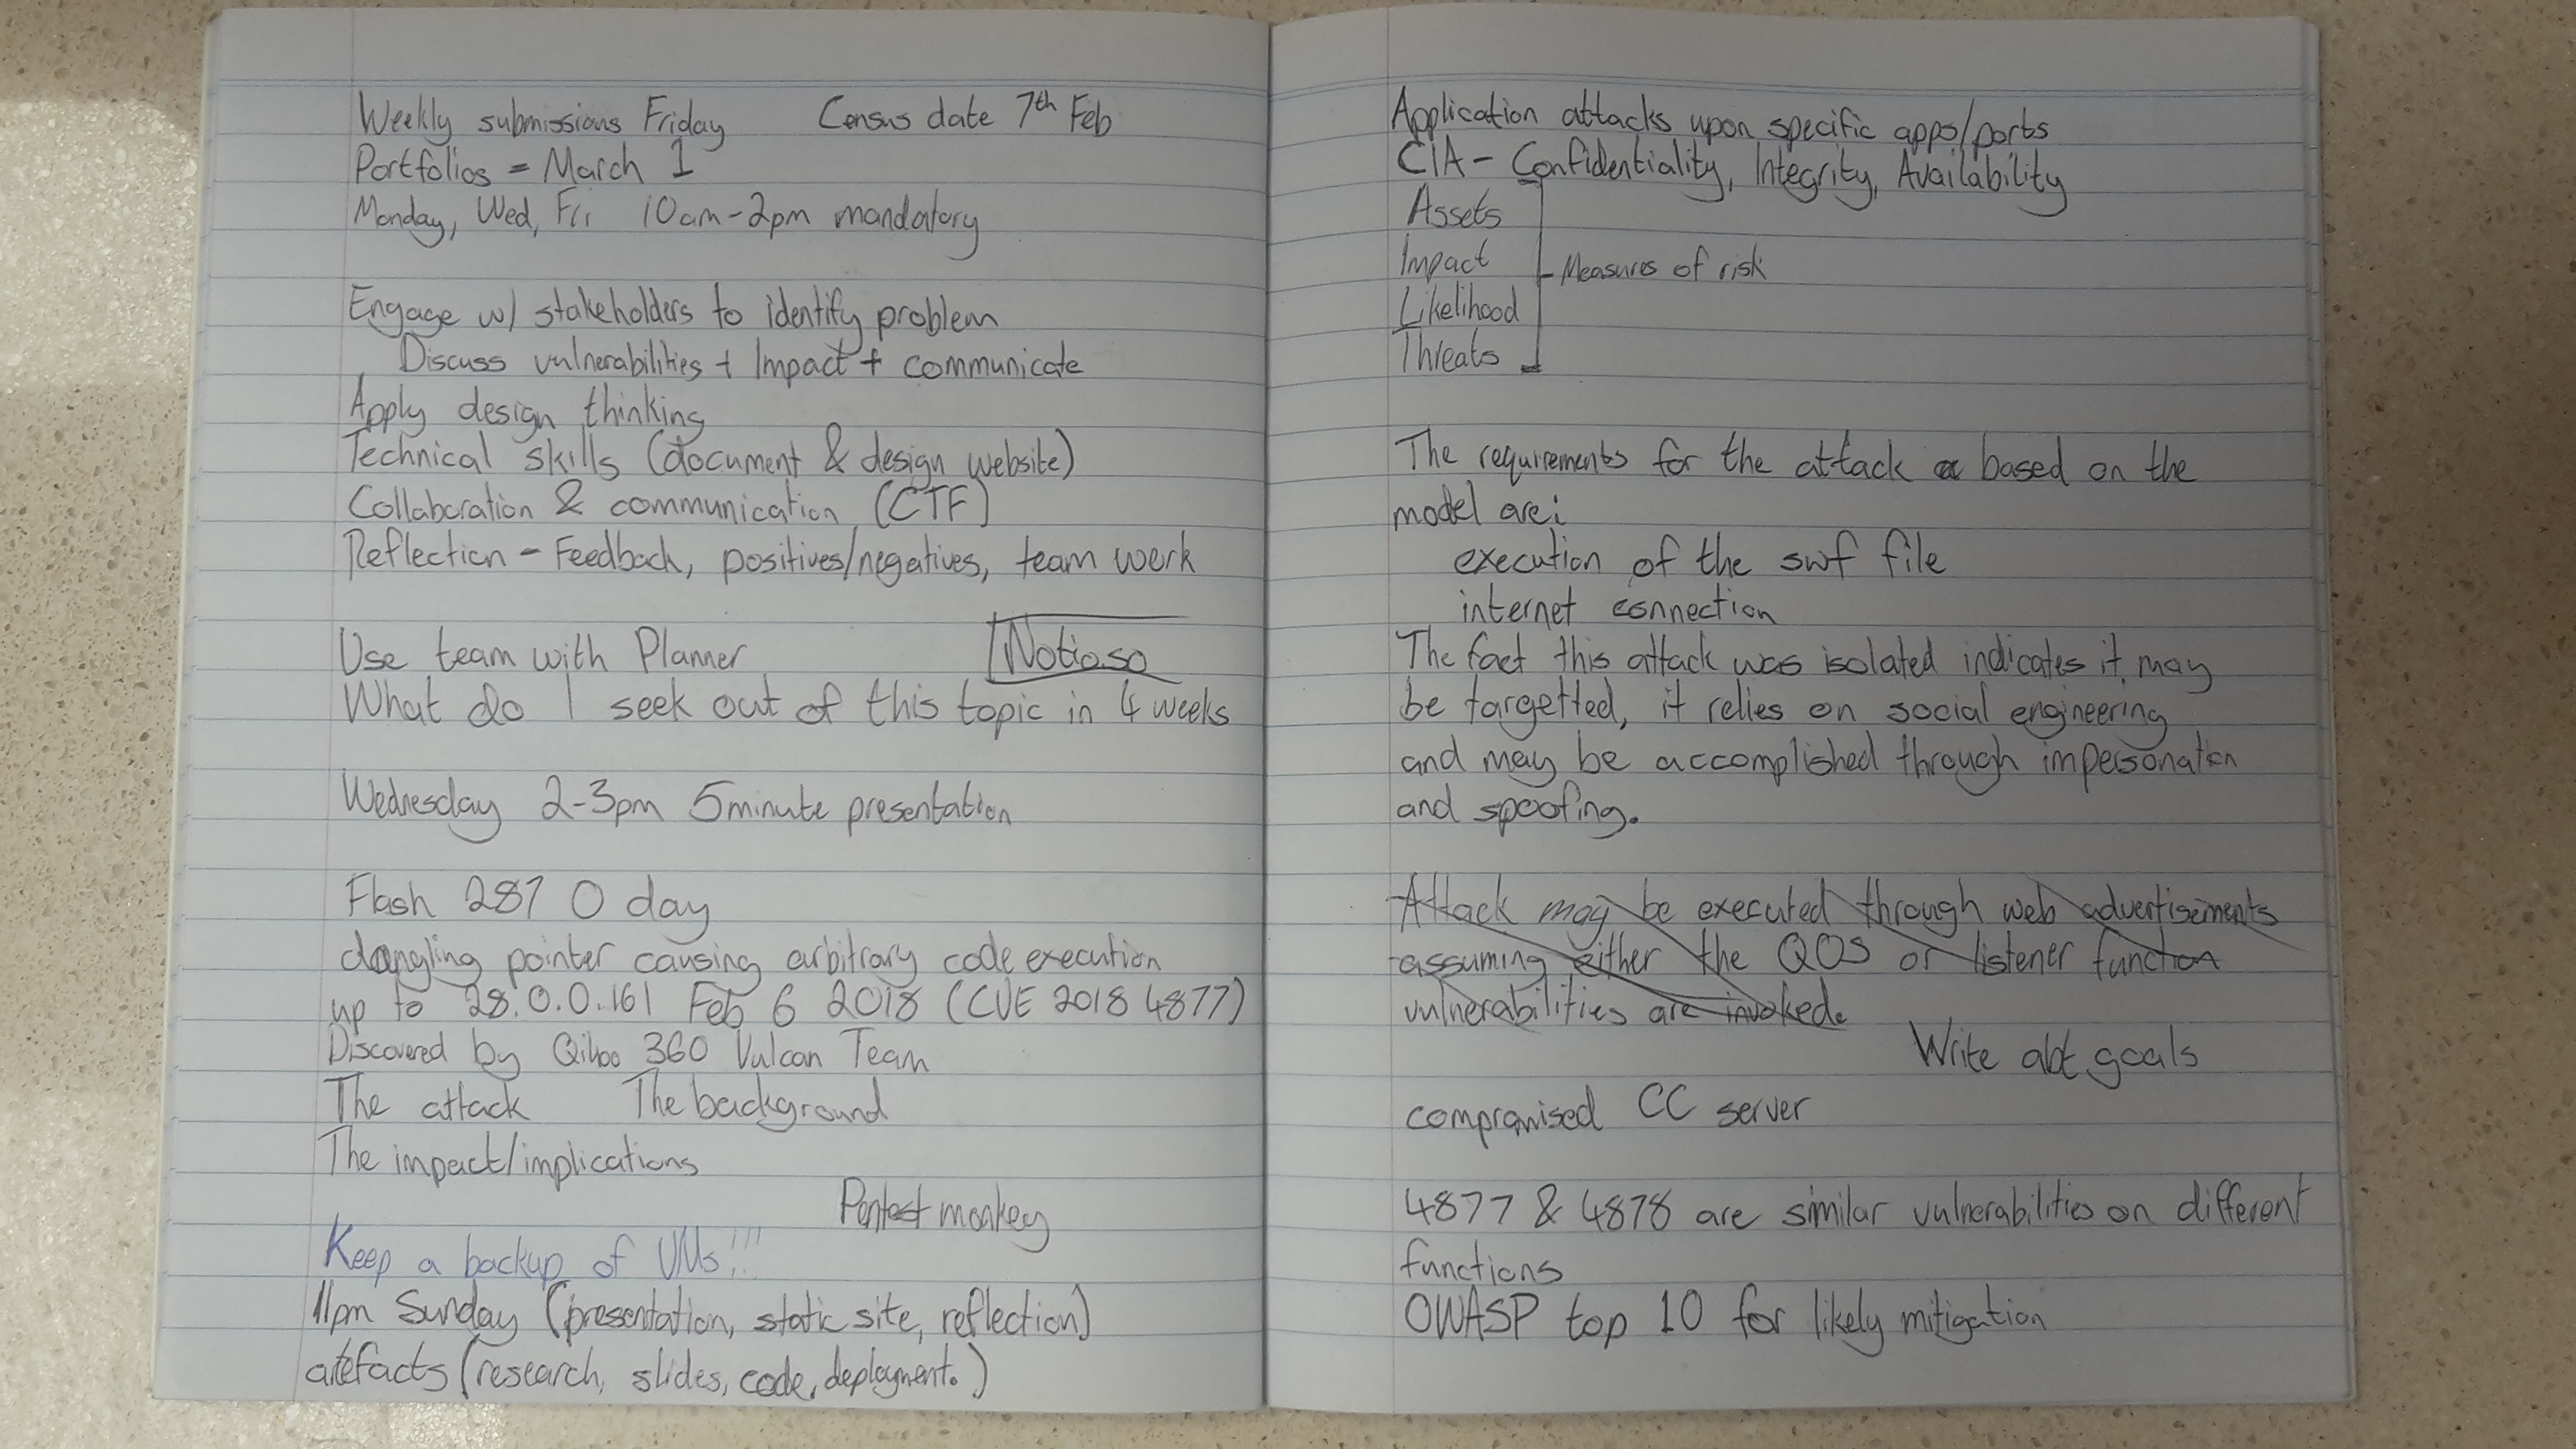 Weekly submissions Friday Census date 7th Feb
Portfolios = March 1
Monday, Wed, Fri 10am-2pm mandatory
Engage w/ stakeholders to identify problem
Discuss vulnerabilities + Impact + communicate
Apply design thinking
Technical skills (document & design website)
Collaboration & communication (CTF)
Reflection - Feedback, positives/negatives, team work
Use team with Planner
What do I seek out of this topic in 4 weeks
Wednesday 2-3pm 5minute presentation
Flash 287 0 day
dangling pointer causing arbitrary code execution
up to 28.0.0.161 Feb 6 2018 (CVE 2018 4877)
Discovered by Qihoo 360 Vulcan Team
The attack The background
The impact/implications
Pentest monkey
Keep a backup of VMs!!!
11pm Sunday (presentation, static site, reflection)
artefacts (research, slides, code, deployment.)
Application attacks upon specific apps/ports
CIA - Confidentiality, Integrity, Availability
Assets
Impact
Measures of risk
Likelihood
Threats
The requirements for the attack based on the
model are:
execution of the swf file
internet connection
The fact this attack was isolated indicates it may
be targetted, it relies on social engineering
and may be accomplished through impersonation
and spoofing.
Attack may be executed through web advertisements
assuming either the QOS or listener function
vulnerabilities are invoked.
Write abt goals
compromised CC server
4877 & 4878 are similar vulnerabilities on different
functions
OWASP top 10 for likely mitigation